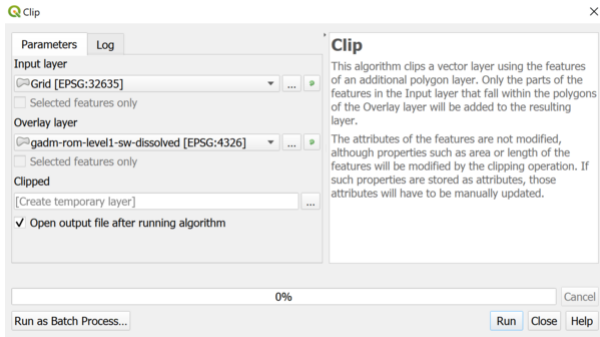 Clip
Parameters
Log
Input layer
Grid [EPSG:32635]
...
Selected features only
Overlay layer
gadm-rom-level1-sw-dissolved [EPSG:4326]
...
Selected features only
Clipped
[Create temporary layer]
...
Open output file after running algorithm
Clip
This algorithm clips a vector layer using the features
of an additional polygon layer. Only the parts of the
features in the Input layer that fall within the polygons
of the Overlay layer will be added to the resulting
layer.
The attributes of the features are not modified,
although properties such as area or length of the
features will be modified by the clipping operation. If
such properties are stored as attributes, those
attributes will have to be manually updated.
0%
Cancel
Run as Batch Process...
Run
Close
Help